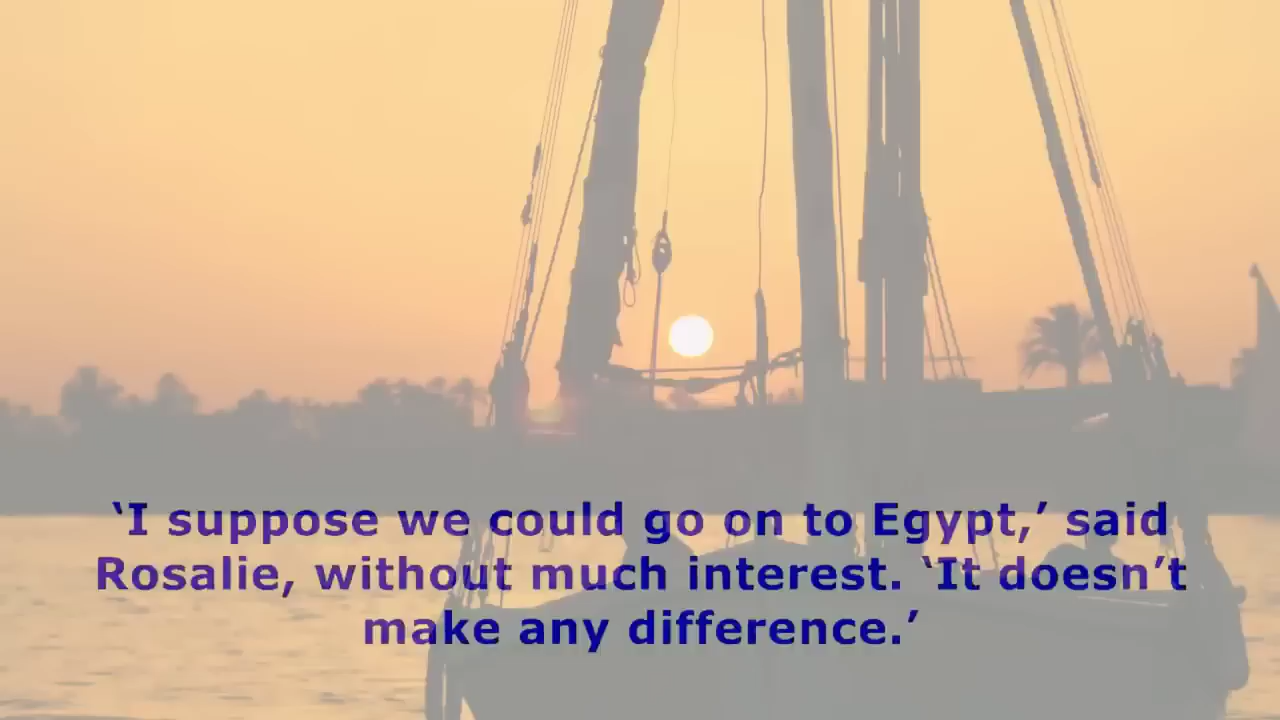 ‘I suppose we could go on to Egypt,’ said
Rosalie, without much interest. ‘It doesn’t
make any difference.’